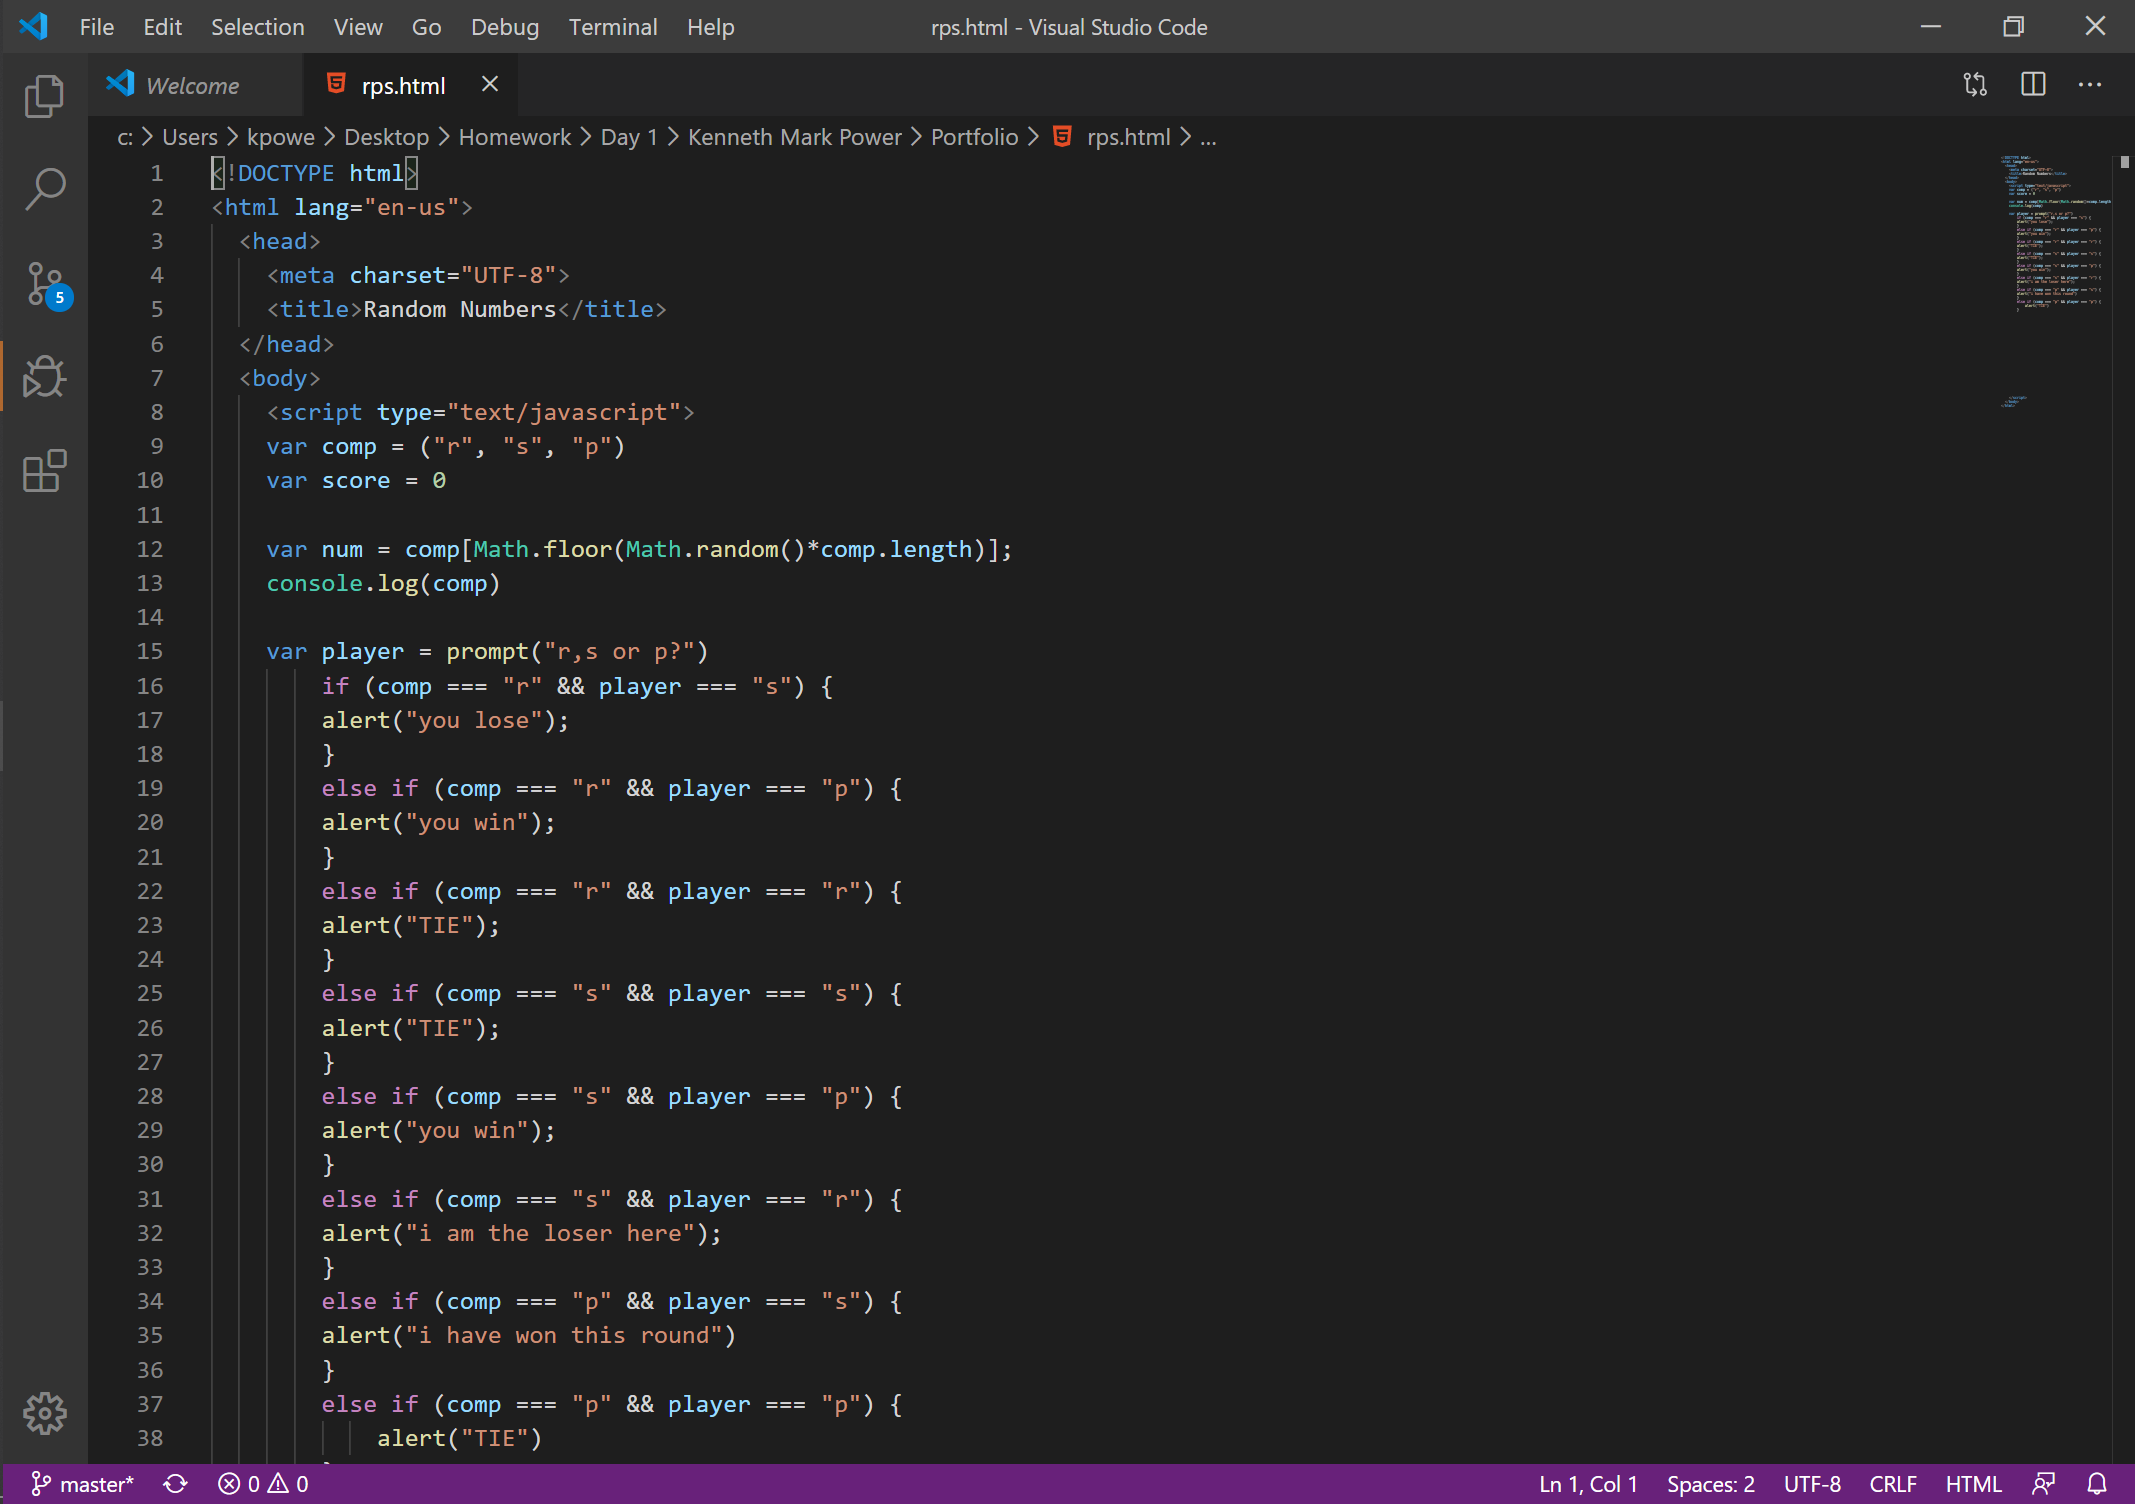 File Edit Selection View Go Debug Terminal Help rps.html - Visual Studio Code
Welcome rps.html
c: > Users > kpowe > Desktop > Homework > Day 1 > Kenneth Mark Power > Portfolio > rps.html > ...
1 <!DOCTYPE html>
2 <html lang="en-us">
3 <head>
4 <meta charset="UTF-8">
5 <title>Random Numbers</title>
6 </head>
7 <body>
8 <script type="text/javascript">
9 var comp = ("r", "s", "p")
10 var score = 0
11
12 var num = comp[Math.floor(Math.random()*comp.length)];
13 console.log(comp)
14
15 var player = prompt("r,s or p?")
16 if (comp === "r" && player === "s") {
17 alert("you lose");
18 }
19 else if (comp === "r" && player === "p") {
20 alert("you win");
21 }
22 else if (comp === "r" && player === "r") {
23 alert("TIE");
24 }
25 else if (comp === "s" && player === "s") {
26 alert("TIE");
27 }
28 else if (comp === "s" && player === "p") {
29 alert("you win");
30 }
31 else if (comp === "s" && player === "r") {
32 alert("i am the loser here");
33 }
34 else if (comp === "p" && player === "s") {
35 alert("i have won this round")
36 }
37 else if (comp === "p" && player === "p") {
38 alert("TIE")
5
master* 0 0 Ln 1, Col 1 Spaces: 2 UTF-8 CRLF HTML